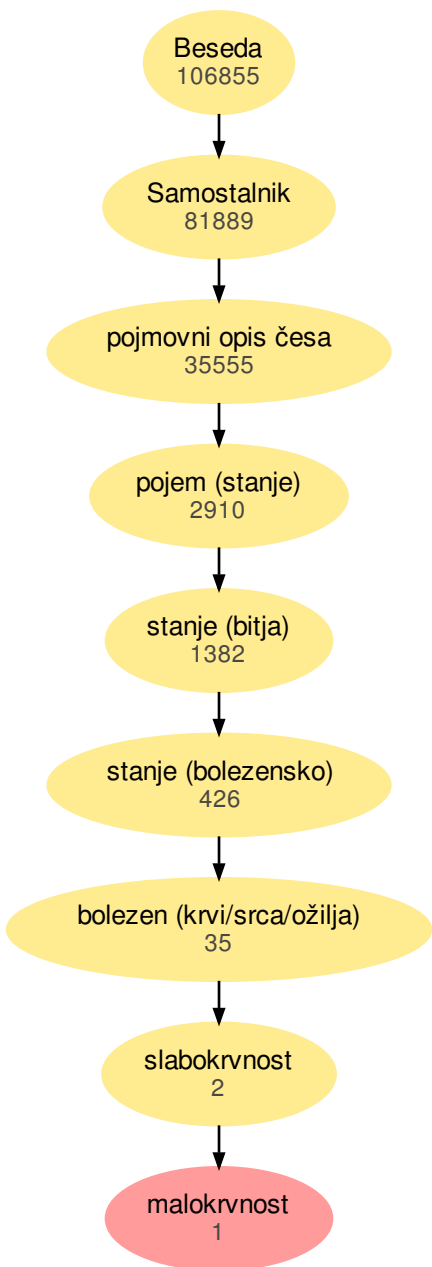 Beseda
106855
Samostalnik
81889
pojmovni opis česa
35555
pojem (stanje)
2910
stanje (bitja)
1382
stanje (bolezensko)
426
bolezen (krvi/srca/ožilja)
35
slabokrvnost
2
malokrvnost
1